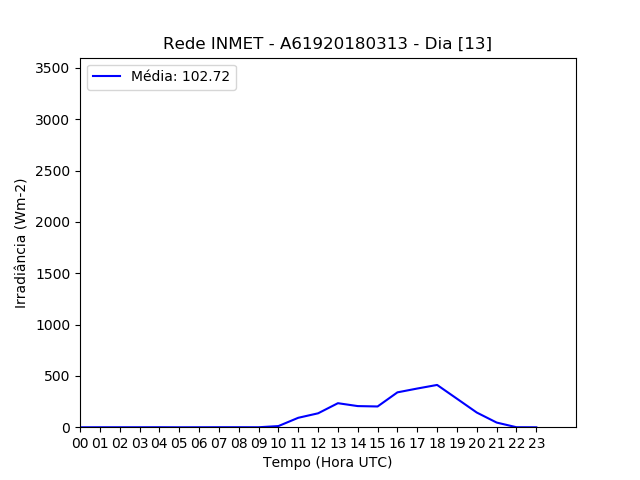 Rede INMET - A61920180313 - Dia [13]
Média: 102.72
3500
3000
2500
2000
1500
1000
500
0
Irradiância (Wm-2)
00 01 02 03 04 05 06 07 08 09 10 11 12 13 14 15 16 17 18 19 20 21 22 23
Tempo (Hora UTC)